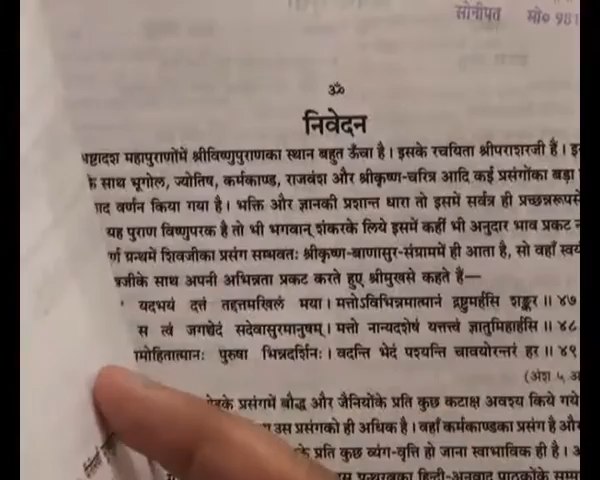 सोनीपत मो० 981
ॐ
निवेदन
महापुराणोंमें श्रीविष्णुपुराणका स्थान बहुत ऊँचा है। इसके रचयिता श्रीपराशरजी हैं।
के साथ भूगोल, ज्योतिष, कर्मकाण्ड, राजवंश और श्रीकृष्ण-चरित्र आदि कई प्रसंगोंका बड़ा
वर्णन किया गया है। भक्ति और ज्ञानकी प्रशान्त धारा तो इसमें सर्वत्र ही प्रच्छन्नरूपसे
यह पुराण विष्णुपरक है तो भी भगवान् शंकरके लिये इसमें कहीं भी अनुदार भाव प्रकट
ग्रन्थमें शिवजीका प्रसंग सम्भवतः श्रीकृष्ण-बाणासुर-संग्राममें ही आता है, सो वहाँ स्वयं
के साथ अपनी अभिन्नता प्रकट करते हुए श्रीमुखसे कहते हैं—
यदभयं दत्तं तद्दत्तमखिलं मया। मत्तोऽविभिन्नमात्मानं द्रष्टुमर्हसि शङ्कर॥ ४७
स त्वं जगच्चेदं सदेवासुरमानुषम्। मत्तो नान्यदशेषं यत्तत्त्वं ज्ञातुमिहार्हसि॥ ४८
मोहितात्मानः पुरुषा भिन्नदर्शिनः। वदन्ति भेदं पश्यन्ति चावयोरन्तरं हर॥ ४९
(अंश ५ अ
प्रसंगमें बौद्ध और जैनियोंके प्रति कुछ कटाक्ष अवश्य किये गये
उस प्रसंगको ही अधिक है। वहाँ कर्मकाण्डका प्रसंग है और
के प्रति कुछ व्यंग-वृत्ति हो जाना स्वाभाविक ही है।
ग्रन्थरत्नका हिन्दी-अनुवाद पाठकोंके